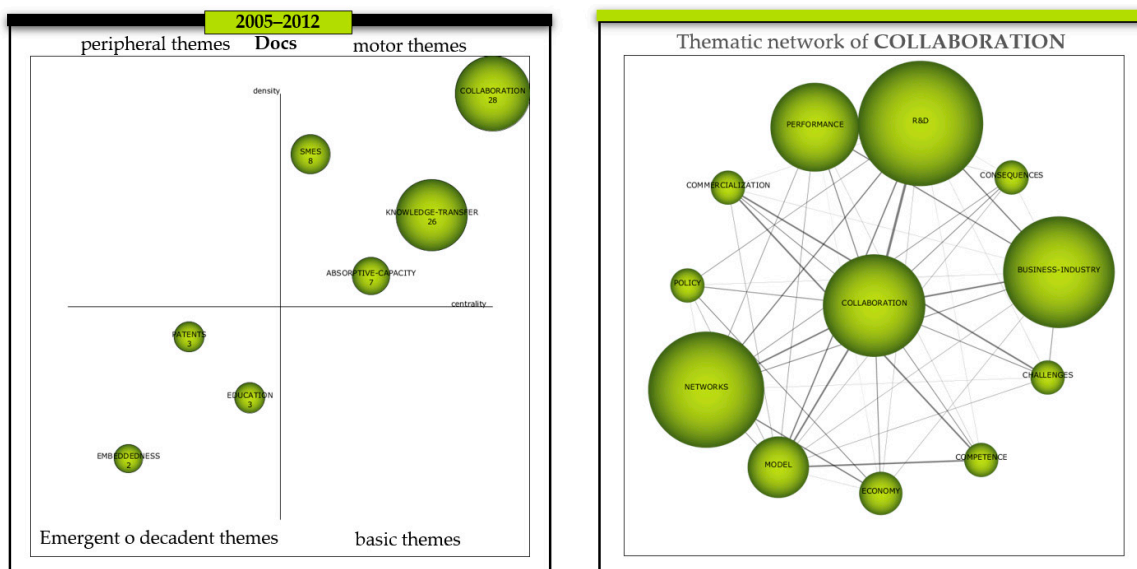 2005–2012
peripheral themes Docs motor themes
density
COLLABORATION
28
SMES
8
KNOWLEDGE-TRANSFER
26
ABSORPTIVE-CAPACITY
7
centrality
PATENTS
3
EDUCATION
3
EMBEDDEDNESS
2
Emergent o decadent themes basic themes
Thematic network of COLLABORATION
R&D
PERFORMANCE
CONSEQUENCES
COMMERCIALIZATION
BUSINESS-INDUSTRY
POLICY
COLLABORATION
CHALLENGES
NETWORKS
COMPETENCE
MODEL
ECONOMY